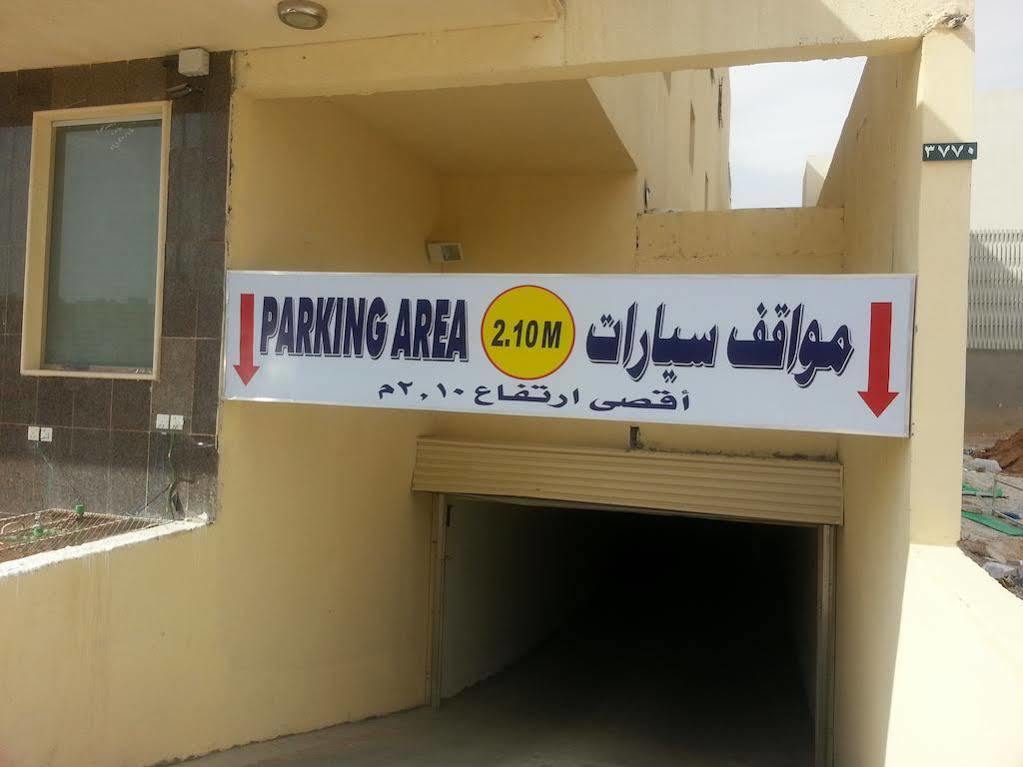 ٣٧٧٠
PARKING AREA 2.10 M مواقف سيارات
أقصى ارتفاع ٢,١٠م